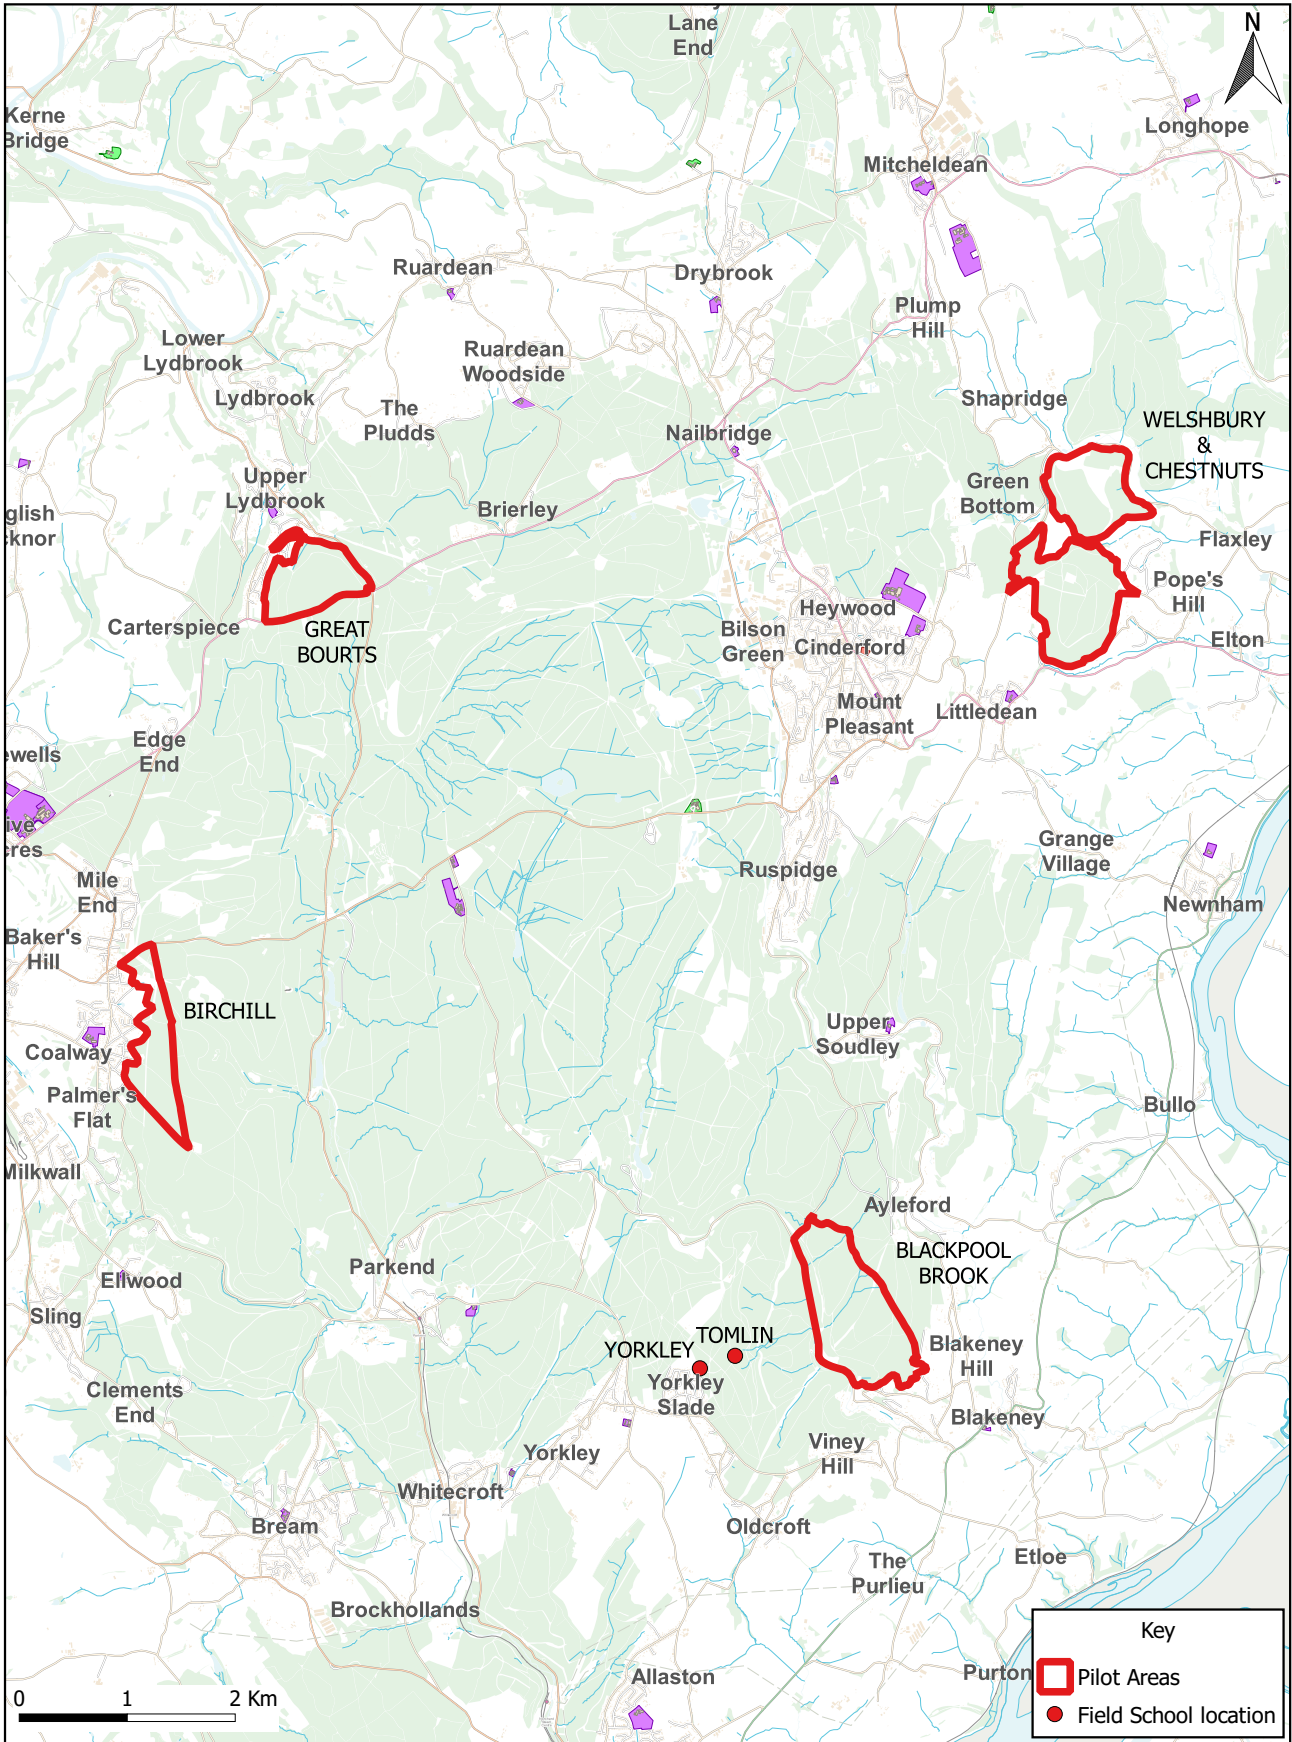 Lane
End
N
Kerne
Bridge
Longhope
Mitcheldean
Ruardean
Drybrook
Plump
Hill
Lower
Lydbrook
Ruardean
Woodside
Lydbrook
The
Pludds
Shapridge
WELSHBURY
&
CHESTNUTS
Nailbridge
Upper
Lydbrook
Green
Bottom
Brierley
glish
cknor
Flaxley
Pope's
Hill
Heywood
Carterspiece
GREAT
BOURTS
Bilson
Green
Cinderford
Elton
Mount
Pleasant
Littledean
Edge
End
ewells
ive
cres
Grange
Village
Ruspidge
Mile
End
Newnham
Baker's
Hill
BIRCHILL
Upper
Soudley
Coalway
Palmer's
Flat
Bullo
Milkwall
Ayleford
BLACKPOOL
BROOK
Parkend
Ellwood
Sling
TOMLIN
YORKLEY
Blakeney
Hill
Yorkley
Slade
Clements
End
Blakeney
Viney
Hill
Yorkley
Whitecroft
Bream
Oldcroft
Etloe
The
Purlieu
Brockhollands
Key
Allaston
Purton
Pilot Areas
Field School location
0 1 2 Km